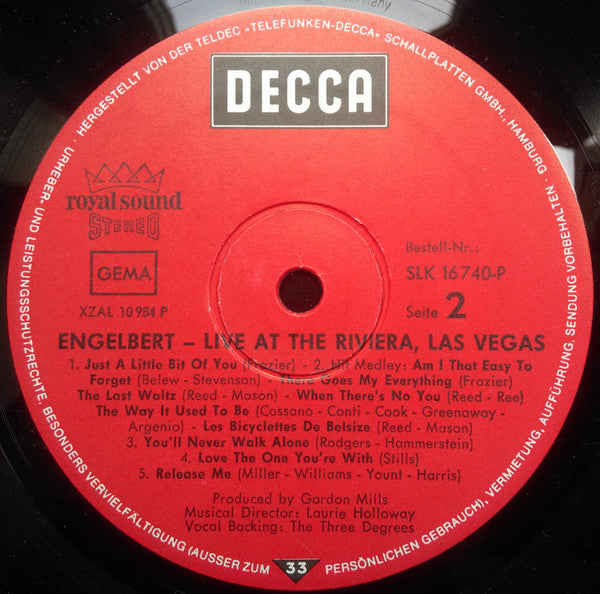 HERGESTELLT VON DER TELDEC »TELEFUNKEN-DECCA« SCHALLPLATTEN GMBH., HAMBURG
URHEBER- UND LEISTUNGSSCHUTZRECHTE. BESONDERS VERVIELFÄLTIGUNG (AUSSER ZUM PERSÖNLICHEN GEBRAUCH), VERMIETUNG, AUFFÜHRUNG, SENDUNG VORBEHALTEN
DECCA
royal sound
STEREO
GEMA
XZAL 10 984 P
Bestell-Nr.:
SLK 16 740-P
Seite 2
ENGELBERT – LIVE AT THE RIVIERA, LAS VEGAS
1. Just A Little Bit Of You (Frazier) - 2. Hit Medley: Am I That Easy To
Forget (Belew - Stevenson) - There Goes My Everything (Frazier)
The Last Waltz (Reed - Mason) - When There's No You (Reed - Ree)
The Way It Used To Be (Cassano - Conti - Cook - Greenaway -
Argenio) - Les Bicyclettes De Belsize (Reed - Mason)
3. You'll Never Walk Alone (Rodgers - Hammerstein)
4. Love The One You're With (Stills)
5. Release Me (Miller - Williams - Yount - Harris)
Produced by Gordon Mills
Musical Director: Laurie Holloway
Vocal Backing: The Three Degrees
33